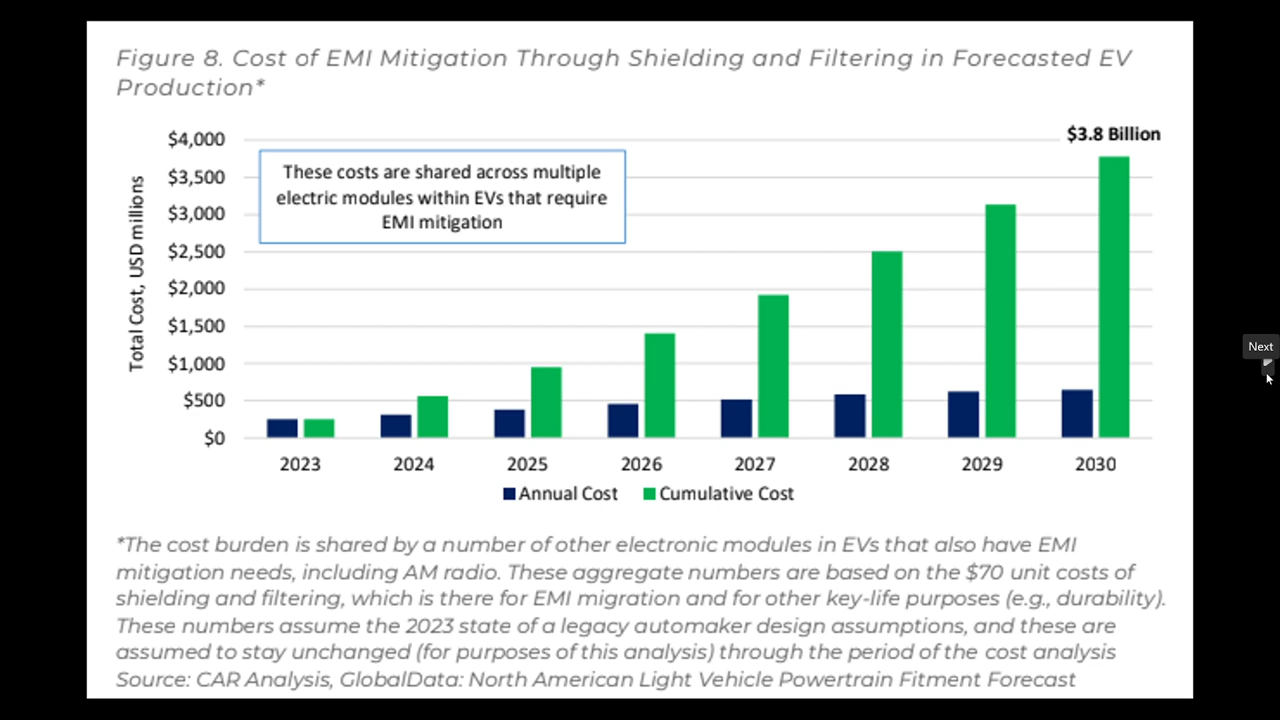 Figure 8. Cost of EMI Mitigation Through Shielding and Filtering in Forecasted EV
Production*
$3.8 Billion
$4,000
$3,500
$3,000
$2,500
$2,000
$1,500
$1,000
$500
$0
Total Cost, USD millions
These costs are shared across multiple
electric modules within EVs that require
EMI mitigation
2023 2024 2025 2026 2027 2028 2029 2030
Annual Cost Cumulative Cost
*The cost burden is shared by a number of other electronic modules in EVs that also have EMI
mitigation needs, including AM radio. These aggregate numbers are based on the $70 unit costs of
shielding and filtering, which is there for EMI migration and for other key-life purposes (e.g., durability).
These numbers assume the 2023 state of a legacy automaker design assumptions, and these are
assumed to stay unchanged (for purposes of this analysis) through the period of the cost analysis
Source: CAR Analysis, GlobalData: North American Light Vehicle Powertrain Fitment Forecast
Next